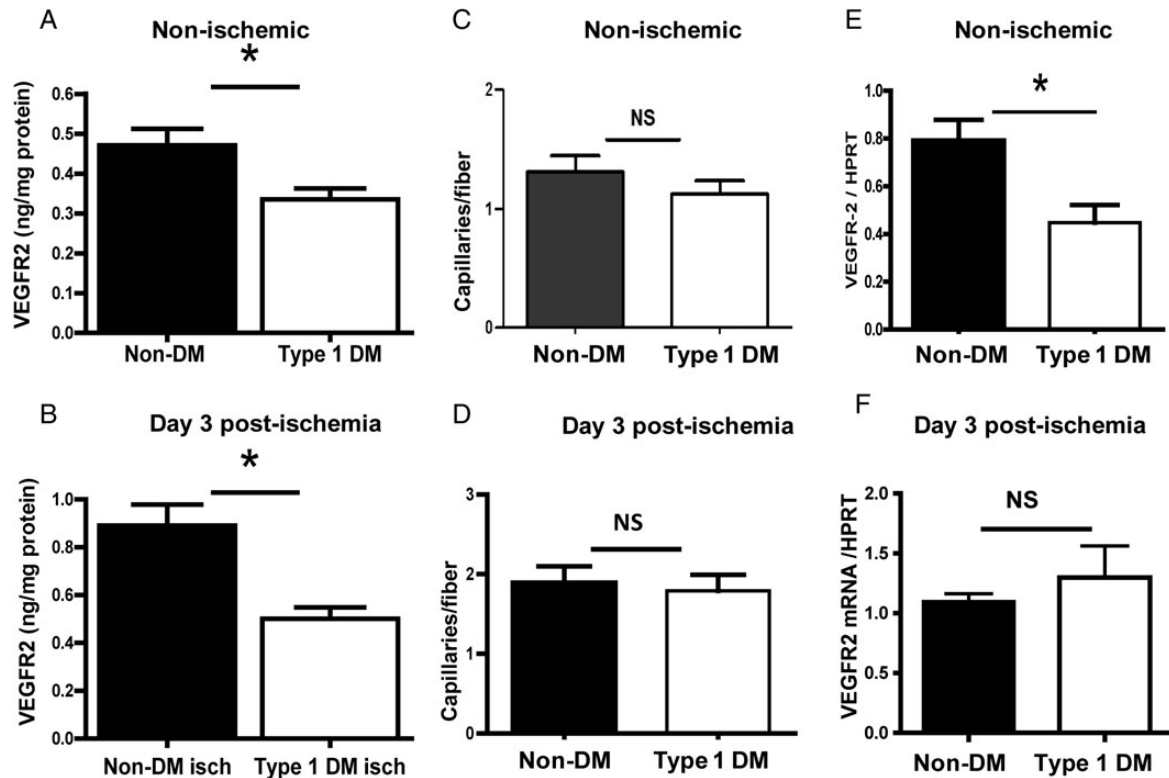 A
Non-ischemic
*
VEGFR2 (ng/mg protein)
0.6
0.5
0.4
0.3
0.2
0.1
0.0
Non-DM Type 1 DM
C
Non-ischemic
NS
Capillaries/fiber
2
1
0
Non-DM Type 1 DM
E
Non-ischemic
*
VEGFR-2 / HPRT
1.0
0.8
0.6
0.4
0.2
0.0
Non-DM Type 1 DM
B
Day 3 post-ischemia
*
VEGFR2 (ng/mg protein)
1.0
0.8
0.6
0.4
0.2
0.0
Non-DM isch Type 1 DM isch
D
Day 3 post-ischemia
NS
Capillaries/fiber
3
2
1
0
Non-DM Type 1 DM
F
Day 3 post-ischemia
NS
VEGFR2 mRNA /HPRT
2.0
1.5
1.0
0.5
0.0
Non-DM Type 1 DM